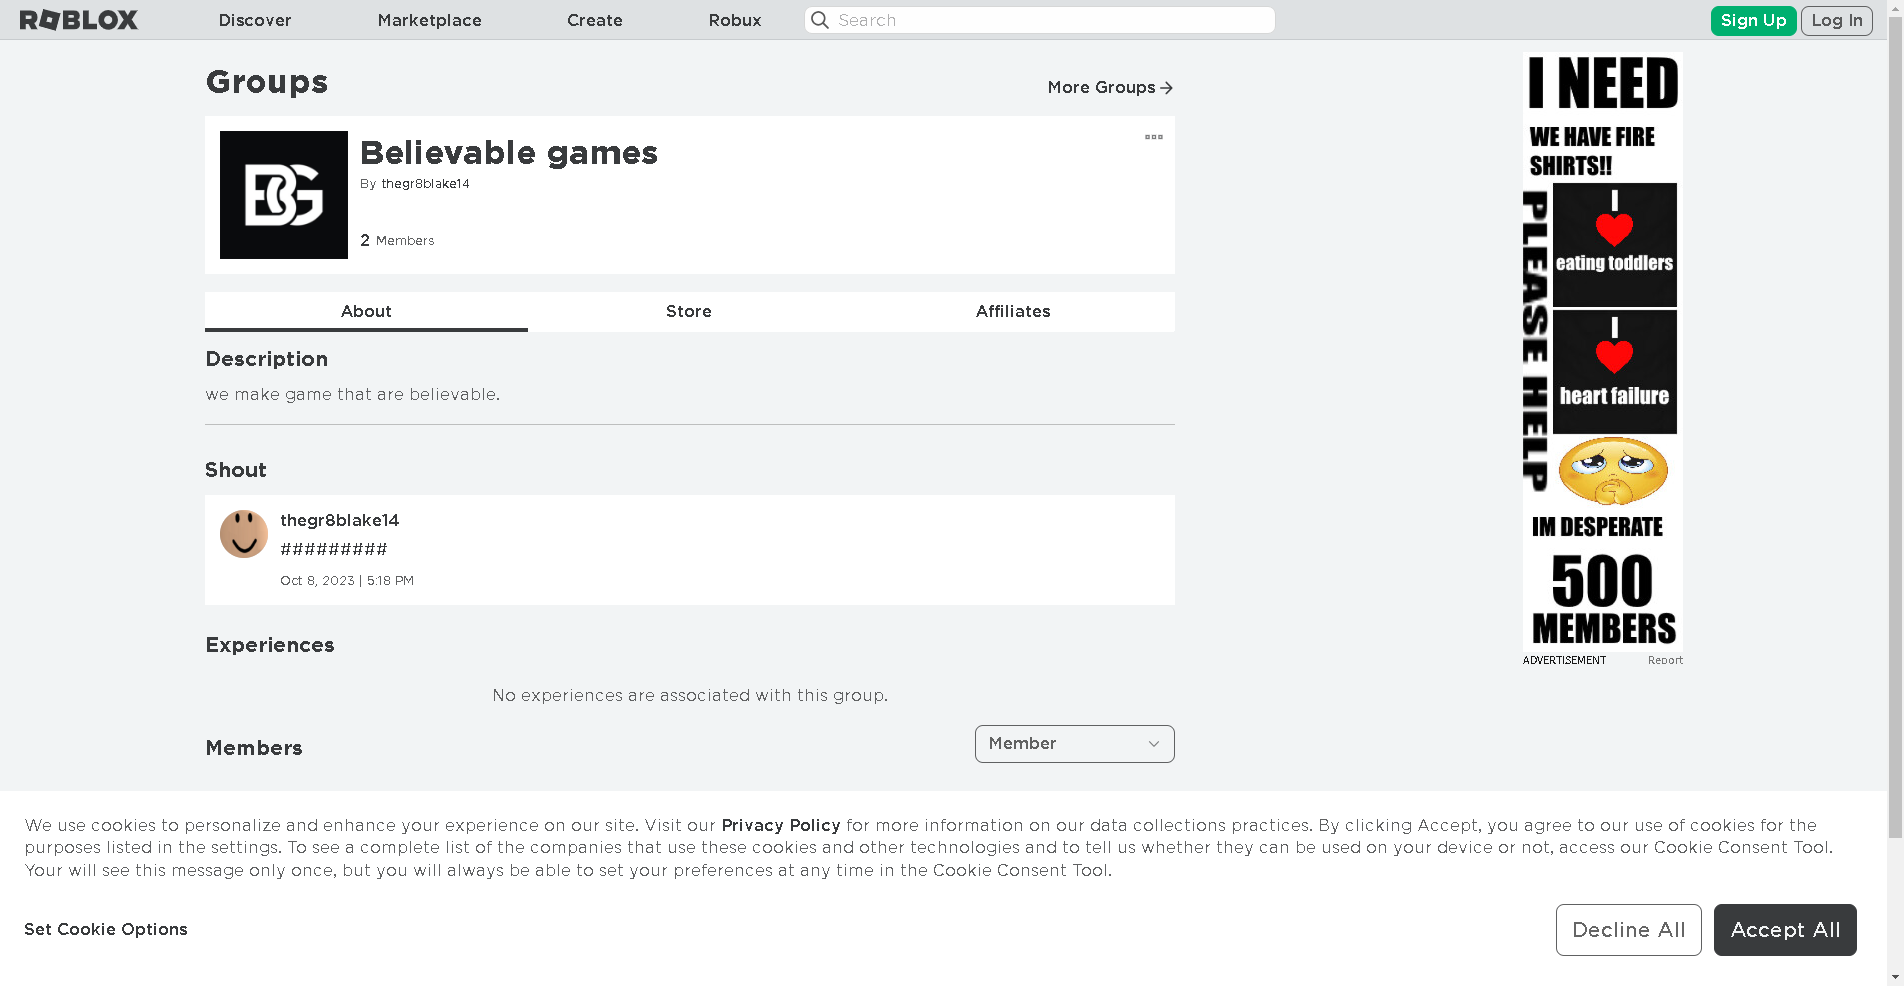 ROBLOX
Discover
Marketplace
Create
Robux
Search
Sign Up
Log In
Groups
More Groups
BG
Believable games
By thegr8blake14
2 Members
About
Store
Affiliates
Description
we make game that are believable.
Shout
thegr8blake14
#########
Oct 8, 2023 | 5:18 PM
Experiences
No experiences are associated with this group.
Members
Member
I NEED
WE HAVE FIRE
SHIRTS!!
PLEASE HELP
I
eating toddlers
I
heart failure
IM DESPERATE
500
MEMBERS
ADVERTISEMENT
Report
We use cookies to personalize and enhance your experience on our site. Visit our Privacy Policy for more information on our data collections practices. By clicking Accept, you agree to our use of cookies for the
purposes listed in the settings. To see a complete list of the companies that use these cookies and other technologies and to tell us whether they can be used on your device or not, access our Cookie Consent Tool.
Your will see this message only once, but you will always be able to set your preferences at any time in the Cookie Consent Tool.
Set Cookie Options
Decline All
Accept All